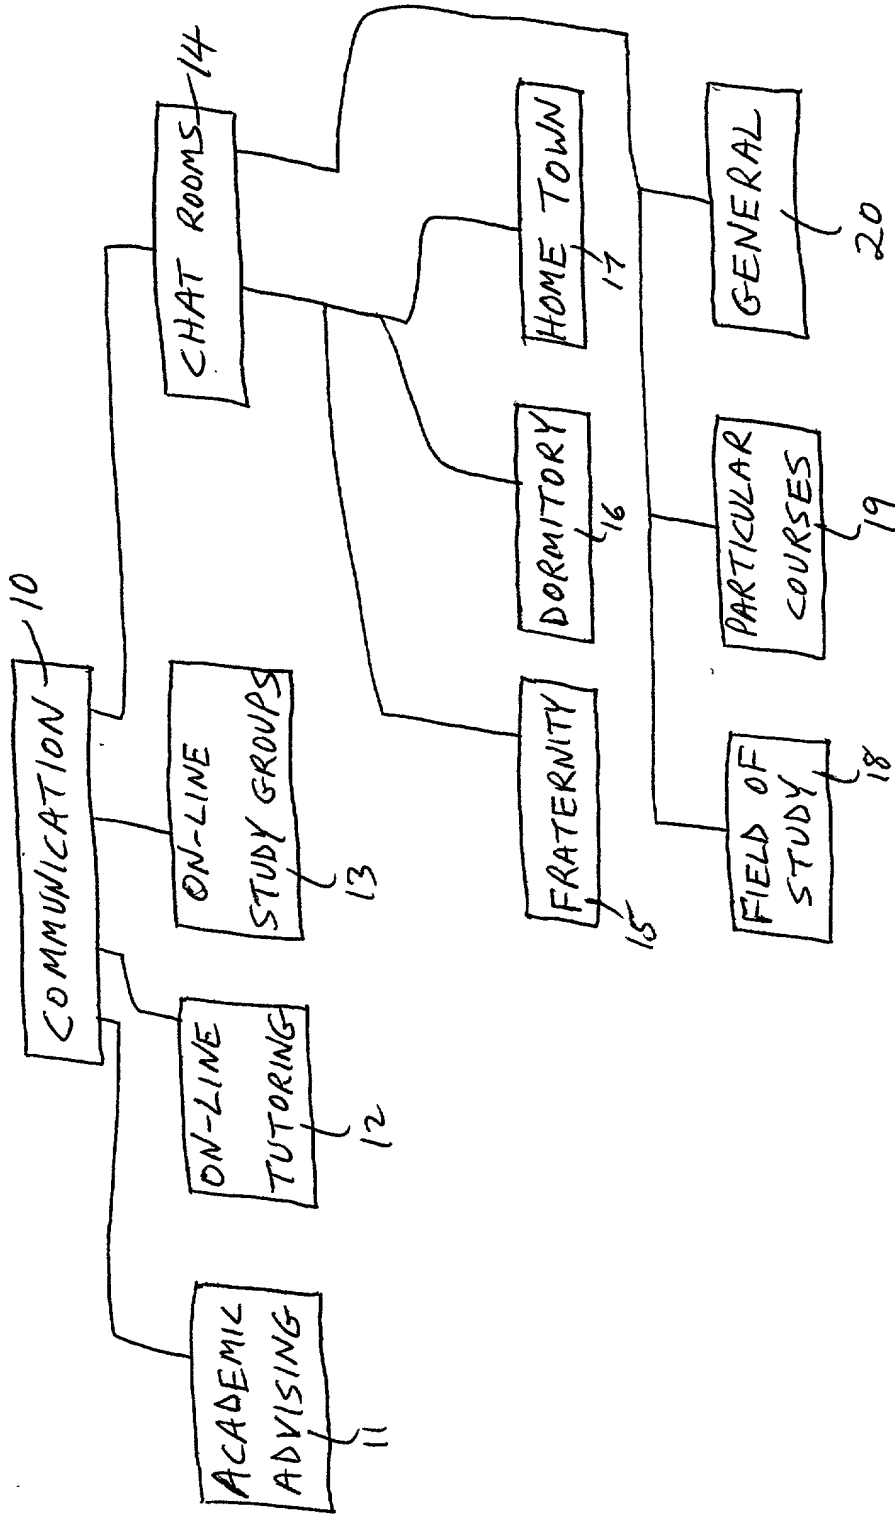 COMMUNICATION
10
ACADEMIC
ADVISING
11
ON-LINE
TUTORING
12
ON-LINE
STUDY GROUPS
13
CHAT ROOMS
14
FRATERNITY
15
DORMITORY
16
HOME TOWN
17
FIELD OF
STUDY
18
PARTICULAR
COURSES
19
GENERAL
20